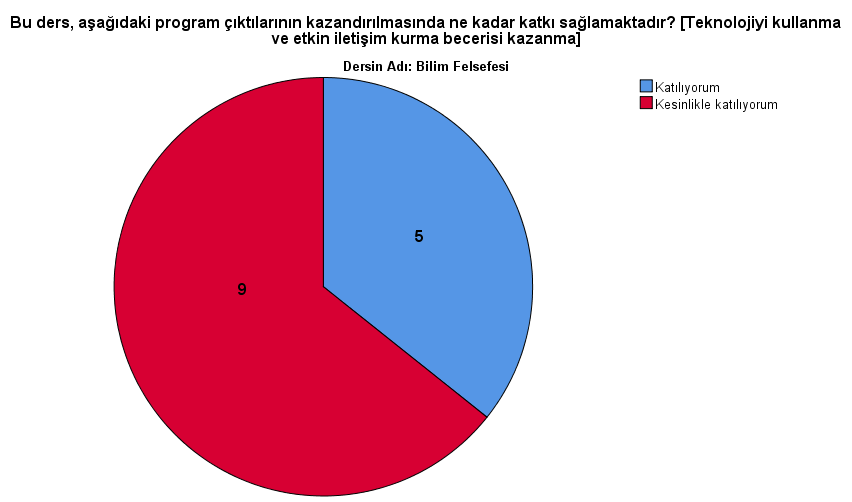 Bu ders, aşağıdaki program çıktılarının kazandırılmasında ne kadar katkı sağlamaktadır? [Teknolojiyi kullanma
ve etkin iletişim kurma becerisi kazanma]
Dersin Adı: Bilim Felsefesi
Katılıyorum
Kesinlikle katılıyorum
5
9